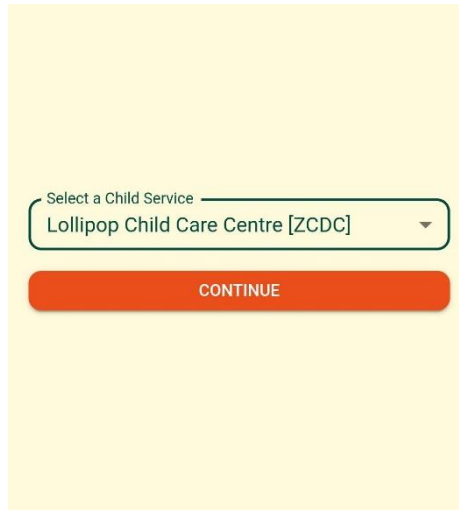 Select a Child Service
Lollipop Child Care Centre [ZCDC]
CONTINUE